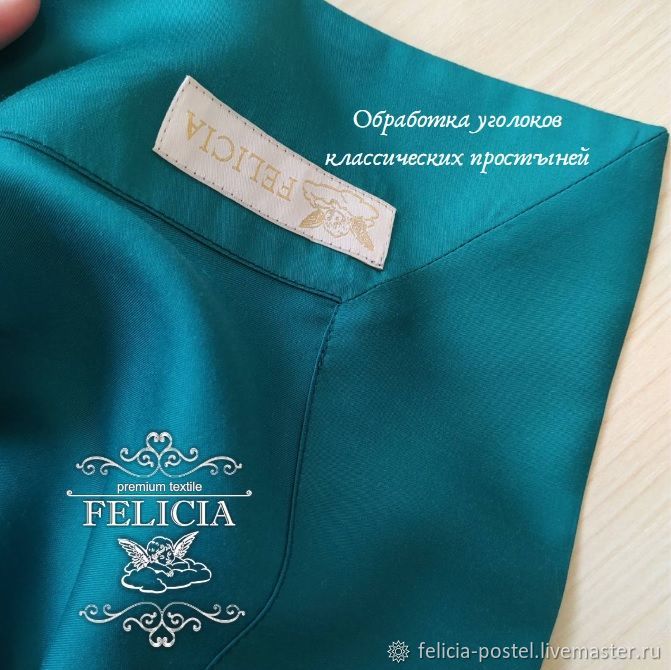 Обработка уголоков
классических простыней
FELICIA
premium textile
FELICIA
felicia-postel.livemaster.ru